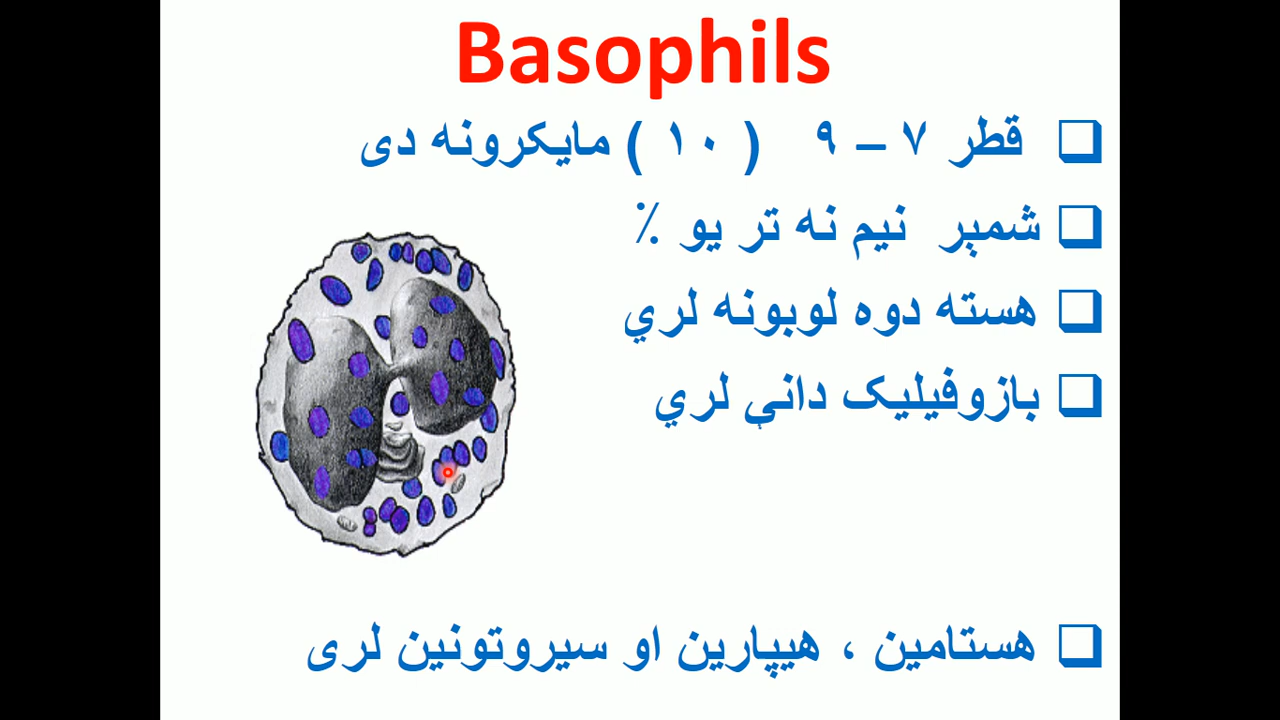 Basophils
قطر ۷ – ۹ ( ۱۰ ) مایکرونه دی
شمېر نیم نه تر یو ٪
هسته دوه لوبونه لري
بازوفیلیک دانې لري
هستامین ، هیپارین او سیروتونین لری